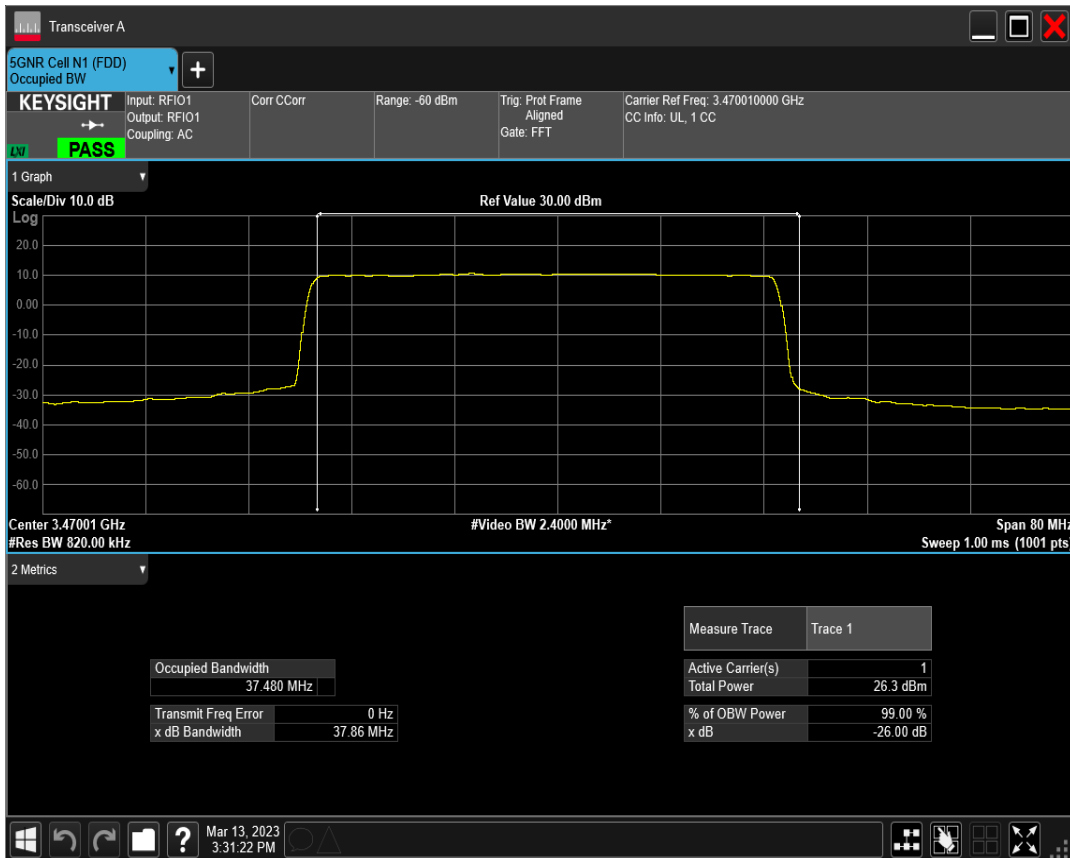 Transceiver A
5GNR Cell N1 (FDD)
Occupied BW
+
KEYSIGHT
LXI
PASS
Input: RFIO1
Output: RFIO1
Coupling: AC
Corr CCorr
Range: -60 dBm
Trig: Prot Frame
Aligned
Gate: FFT
Carrier Ref Freq: 3.470010000 GHz
CC Info: UL, 1 CC
1 Graph
Scale/Div 10.0 dB
Ref Value 30.00 dBm
Log
20.0
10.0
0.00
-10.0
-20.0
-30.0
-40.0
-50.0
-60.0
Center 3.47001 GHz
#Video BW 2.4000 MHz*
Span 80 MHz
#Res BW 820.00 kHz
Sweep 1.00 ms (1001 pts)
2 Metrics
Measure Trace Trace 1
Occupied Bandwidth
37.480 MHz
Active Carrier(s) 1
Total Power 26.3 dBm
Transmit Freq Error 0 Hz
x dB Bandwidth 37.86 MHz
% of OBW Power 99.00 %
x dB -26.00 dB
?
Mar 13, 2023
3:31:22 PM